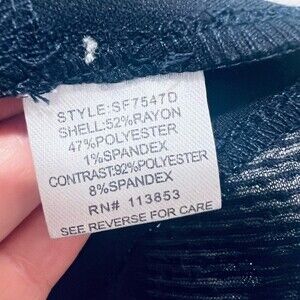 STYLE:SF7547D
SHELL:52%RAYON
47%POLYESTER
1%SPANDEX
CONTRAST:92%POLYESTER
8%SPANDEX
RN# 113853
SEE REVERSE FOR CARE